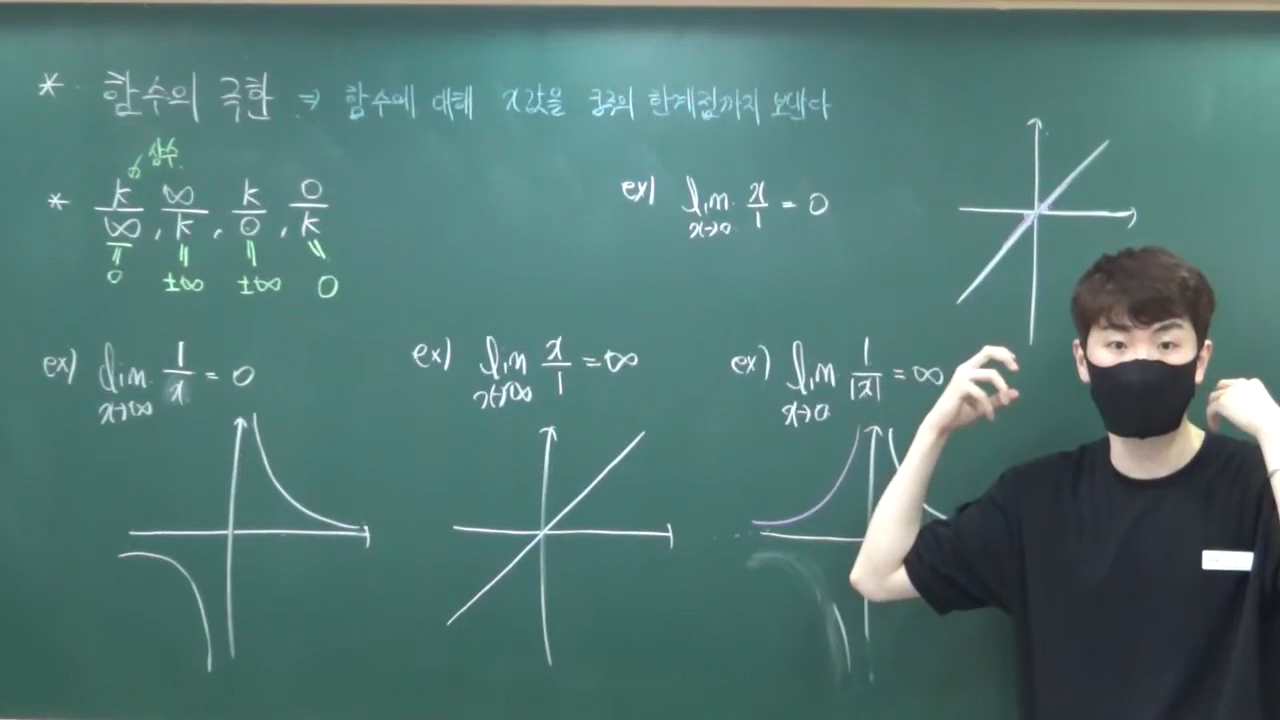 * 함수의 극한 ⇒ 함수에 대해 x값을 궁극의 한계점까지 보낸다
상수
* k/∞, ∞/k, k/0, 0/k
0 ±∞ ±∞ 0
ex) lim x→0 x/1 = 0
ex) lim x→∞ 1/x = 0
ex) lim x→∞ x/1 = ∞
ex) lim x→0 1/|x| = ∞